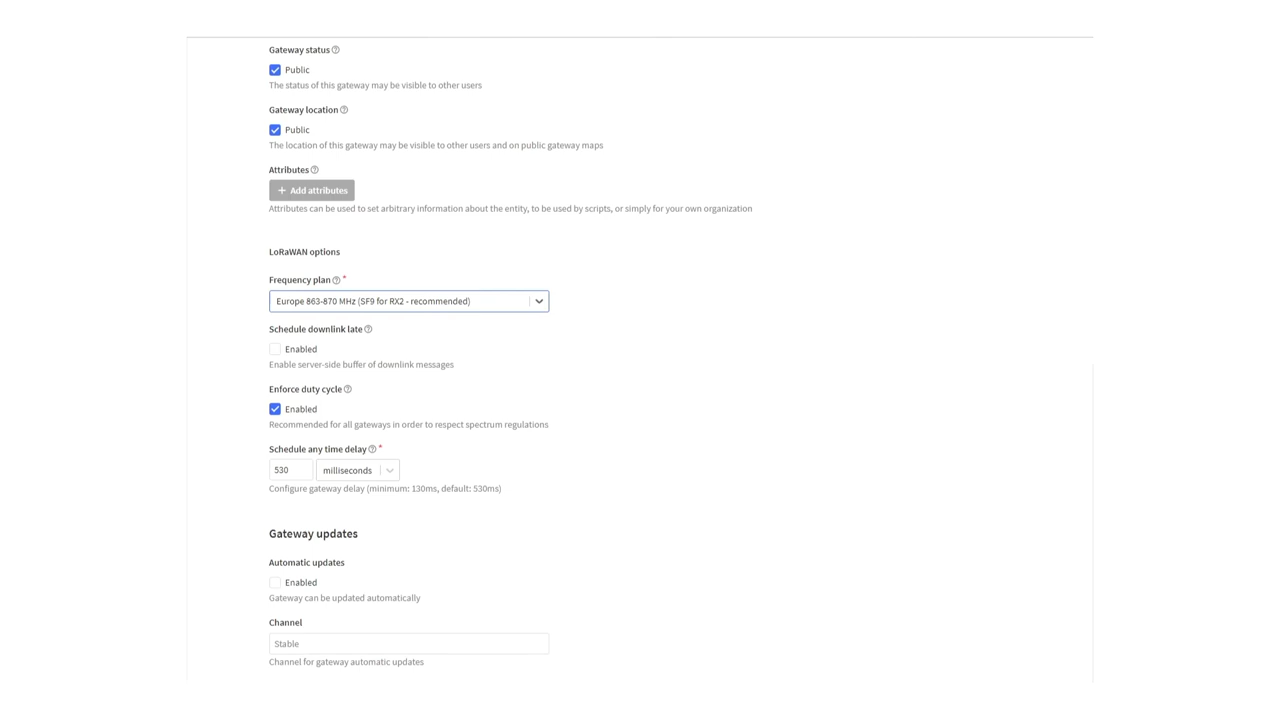 Gateway status
Public
The status of this gateway may be visible to other users
Gateway location
Public
The location of this gateway may be visible to other users and on public gateway maps
Attributes
+ Add attributes
Attributes can be used to set arbitrary information about the entity, to be used by scripts, or simply for your own organization
LoRaWAN options
Frequency plan *
Europe 863-870 MHz (SF9 for RX2 - recommended)
Schedule downlink late
Enabled
Enable server-side buffer of downlink messages
Enforce duty cycle
Enabled
Recommended for all gateways in order to respect spectrum regulations
Schedule any time delay *
530 milliseconds
Configure gateway delay (minimum: 130ms, default: 530ms)
Gateway updates
Automatic updates
Enabled
Gateway can be updated automatically
Channel
Stable
Channel for gateway automatic updates